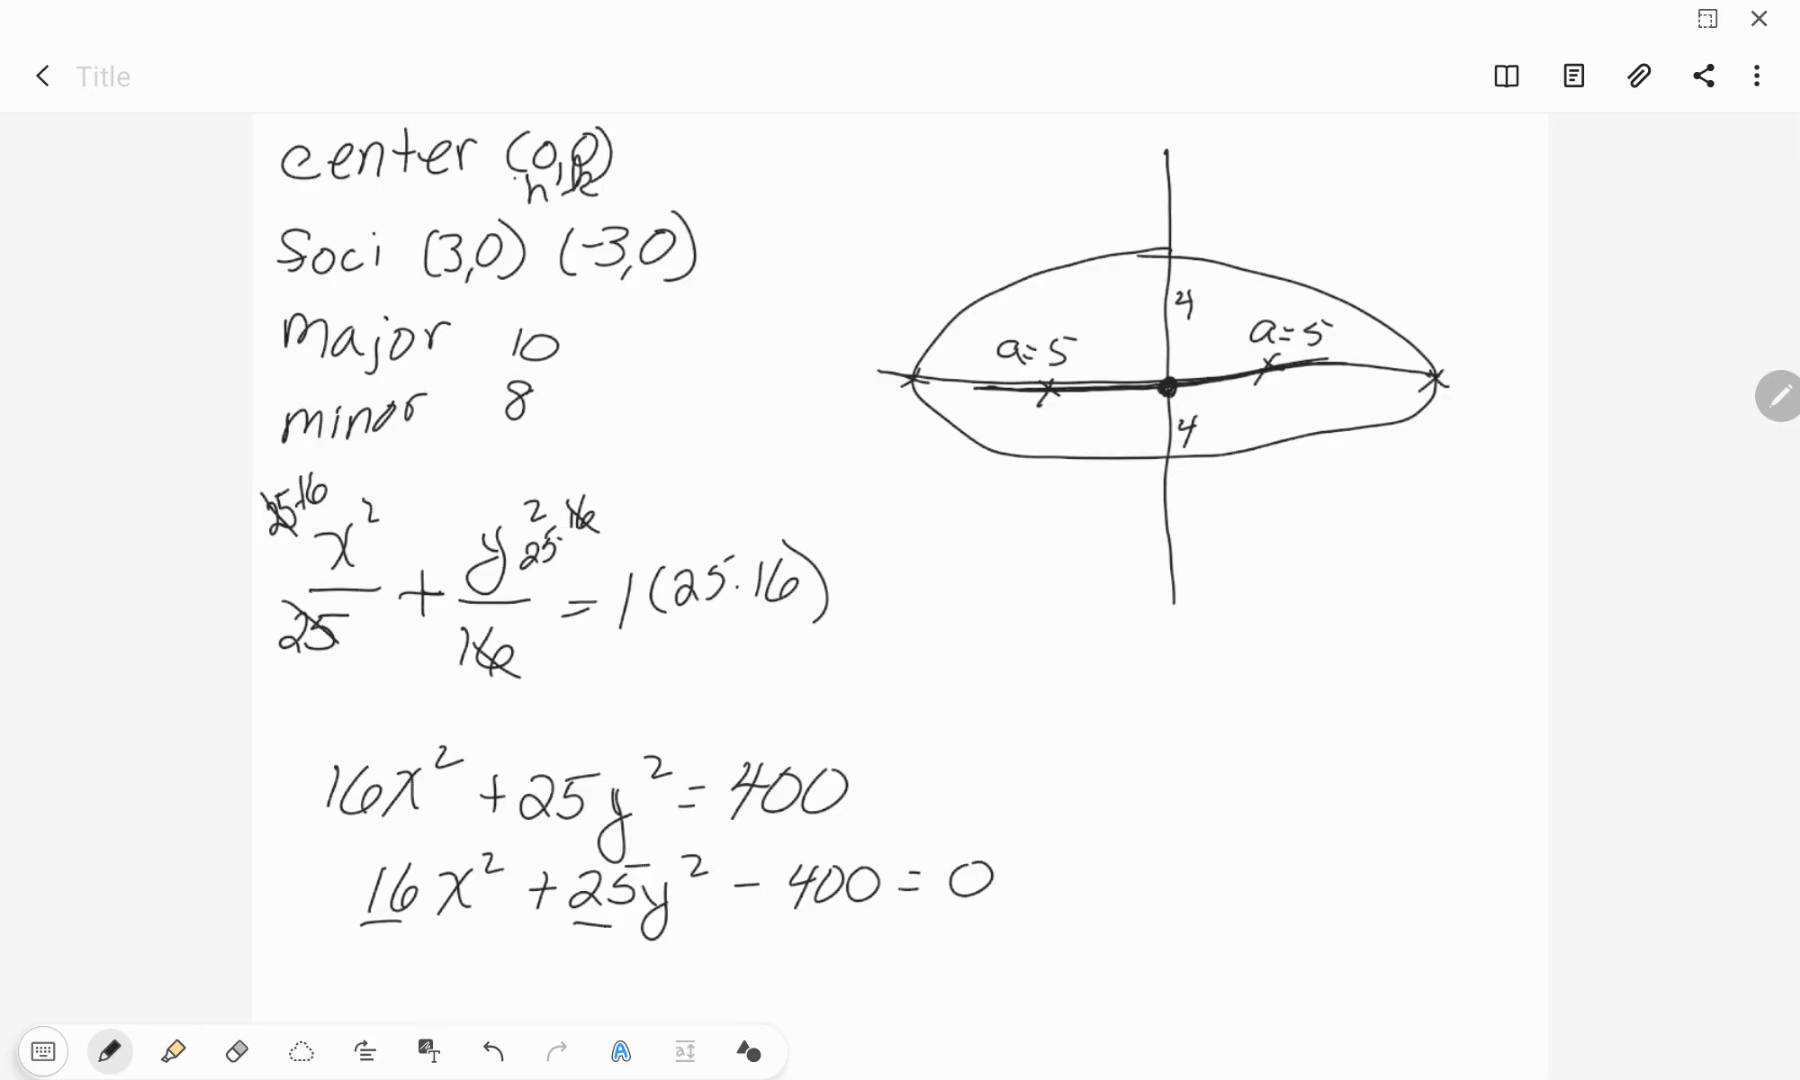 Title
center (0,0)
h,k
foci (3,0) (-3,0)
major 10
minor 8
4
a=5
a=5
4
25·16 x² / 25 + y² 25·16 / 16 = 1(25·16)
16x² + 25y² = 400
16x² + 25y² - 400 = 0